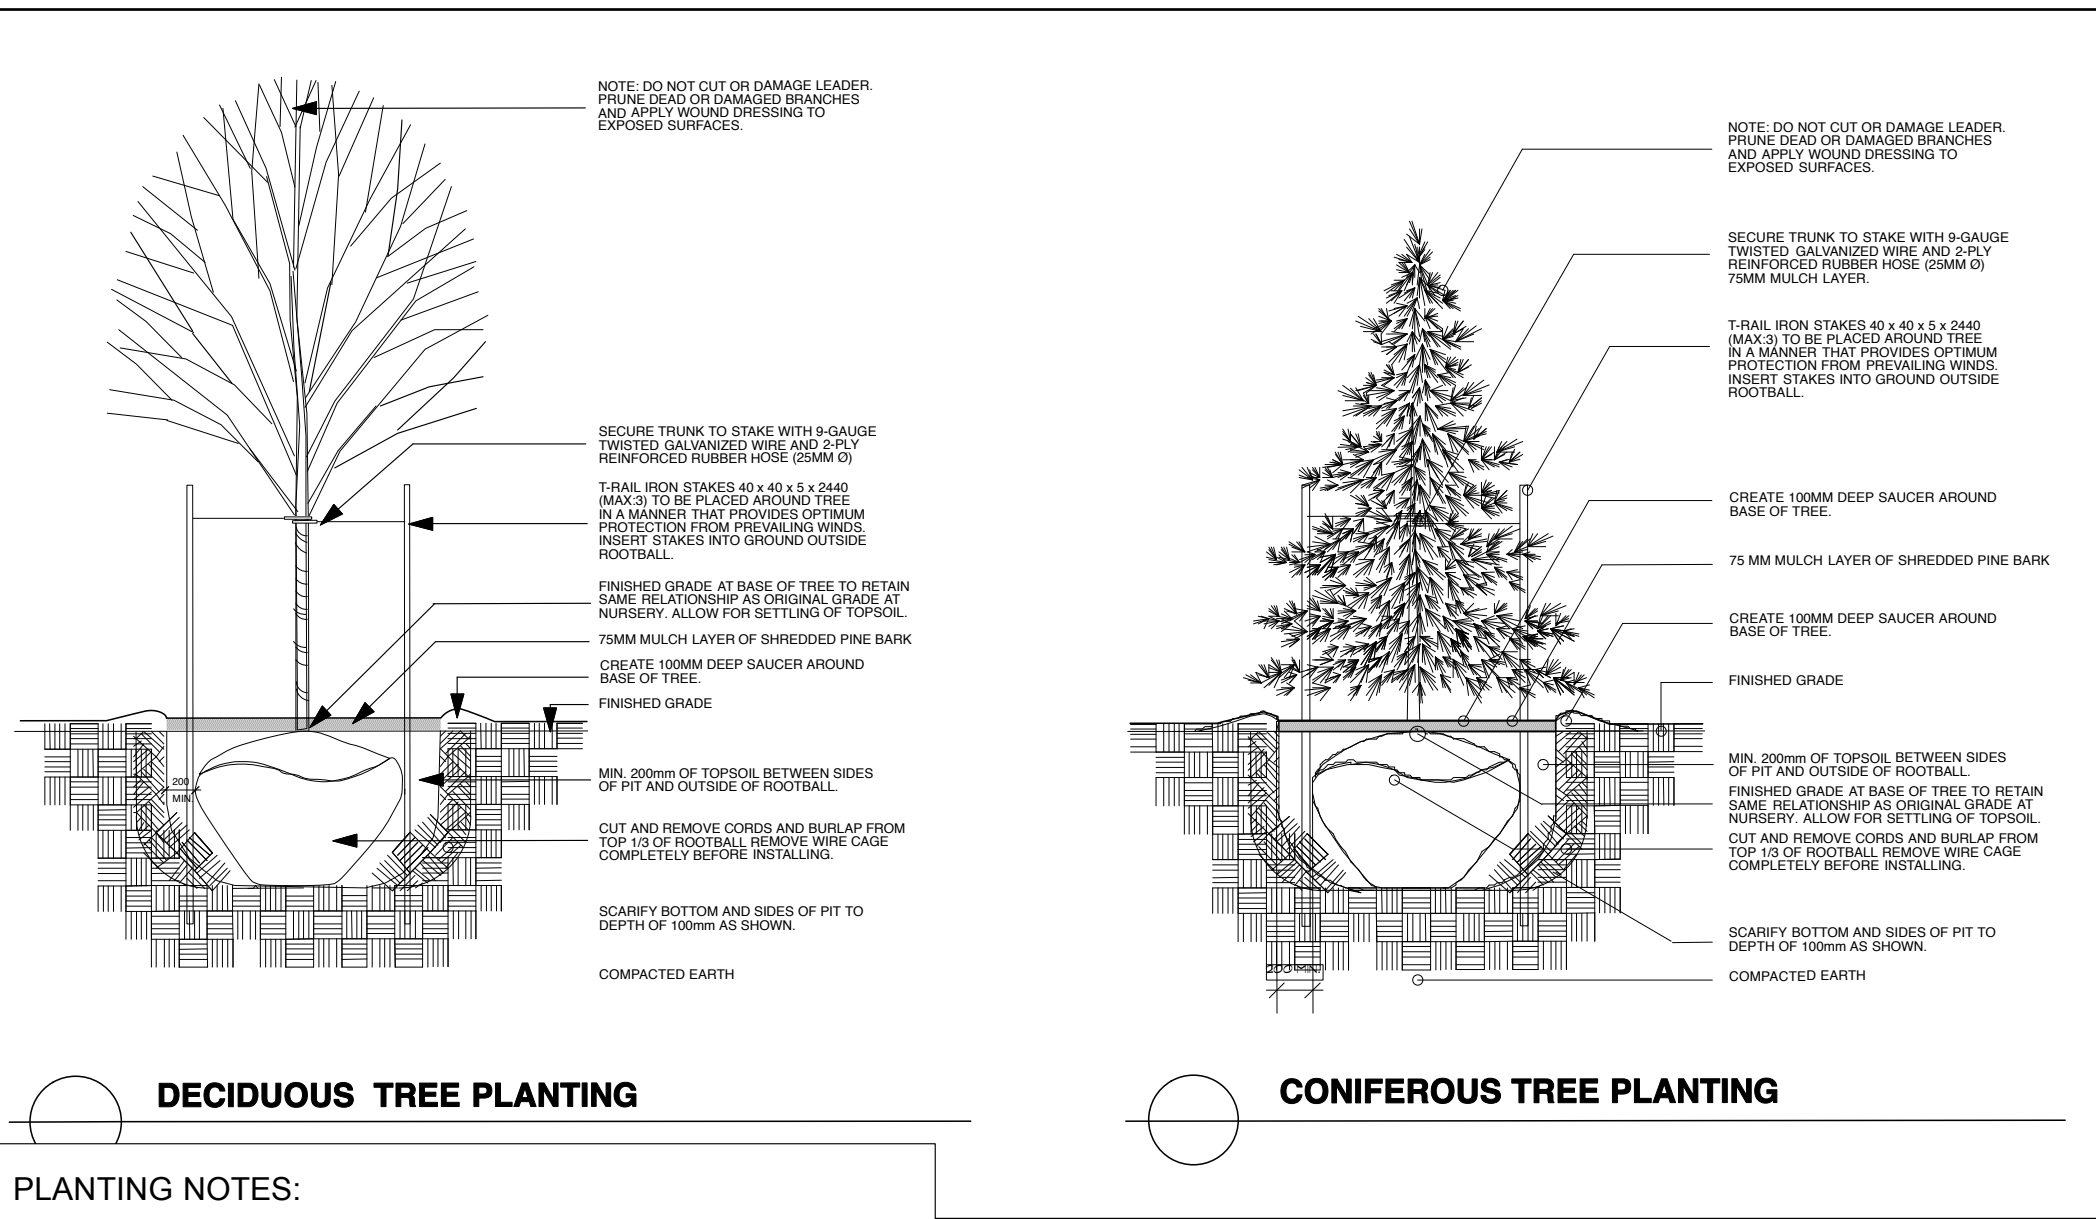 NOTE: DO NOT CUT OR DAMAGE LEADER.
PRUNE DEAD OR DAMAGED BRANCHES
AND APPLY WOUND DRESSING TO
EXPOSED SURFACES.
SECURE TRUNK TO STAKE WITH 9-GAUGE
TWISTED GALVANIZED WIRE AND 2-PLY
REINFORCED RUBBER HOSE (25MM Ø)
T-RAIL IRON STAKES 40 x 40 x 5 x 2440
(MAX:3) TO BE PLACED AROUND TREE
IN A MANNER THAT PROVIDES OPTIMUM
PROTECTION FROM PREVAILING WINDS.
INSERT STAKES INTO GROUND OUTSIDE
ROOTBALL.
FINISHED GRADE AT BASE OF TREE TO RETAIN
SAME RELATIONSHIP AS ORIGINAL GRADE AT
NURSERY. ALLOW FOR SETTLING OF TOPSOIL.
75MM MULCH LAYER OF SHREDDED PINE BARK
CREATE 100MM DEEP SAUCER AROUND
BASE OF TREE.
FINISHED GRADE
200
MIN.
MIN. 200mm OF TOPSOIL BETWEEN SIDES
OF PIT AND OUTSIDE OF ROOTBALL.
CUT AND REMOVE CORDS AND BURLAP FROM
TOP 1/3 OF ROOTBALL REMOVE WIRE CAGE
COMPLETELY BEFORE INSTALLING.
SCARIFY BOTTOM AND SIDES OF PIT TO
DEPTH OF 100mm AS SHOWN.
COMPACTED EARTH
DECIDUOUS TREE PLANTING
NOTE: DO NOT CUT OR DAMAGE LEADER.
PRUNE DEAD OR DAMAGED BRANCHES
AND APPLY WOUND DRESSING TO
EXPOSED SURFACES.
SECURE TRUNK TO STAKE WITH 9-GAUGE
TWISTED GALVANIZED WIRE AND 2-PLY
REINFORCED RUBBER HOSE (25MM Ø)
75MM MULCH LAYER.
T-RAIL IRON STAKES 40 x 40 x 5 x 2440
(MAX:3) TO BE PLACED AROUND TREE
IN A MANNER THAT PROVIDES OPTIMUM
PROTECTION FROM PREVAILING WINDS.
INSERT STAKES INTO GROUND OUTSIDE
ROOTBALL.
CREATE 100MM DEEP SAUCER AROUND
BASE OF TREE.
75 MM MULCH LAYER OF SHREDDED PINE BARK
CREATE 100MM DEEP SAUCER AROUND
BASE OF TREE.
FINISHED GRADE
MIN. 200mm OF TOPSOIL BETWEEN SIDES
OF PIT AND OUTSIDE OF ROOTBALL.
FINISHED GRADE AT BASE OF TREE TO RETAIN
SAME RELATIONSHIP AS ORIGINAL GRADE AT
NURSERY. ALLOW FOR SETTLING OF TOPSOIL.
CUT AND REMOVE CORDS AND BURLAP FROM
TOP 1/3 OF ROOTBALL REMOVE WIRE CAGE
COMPLETELY BEFORE INSTALLING.
SCARIFY BOTTOM AND SIDES OF PIT TO
DEPTH OF 100mm AS SHOWN.
COMPACTED EARTH
200 MIN.
CONIFEROUS TREE PLANTING
PLANTING NOTES: